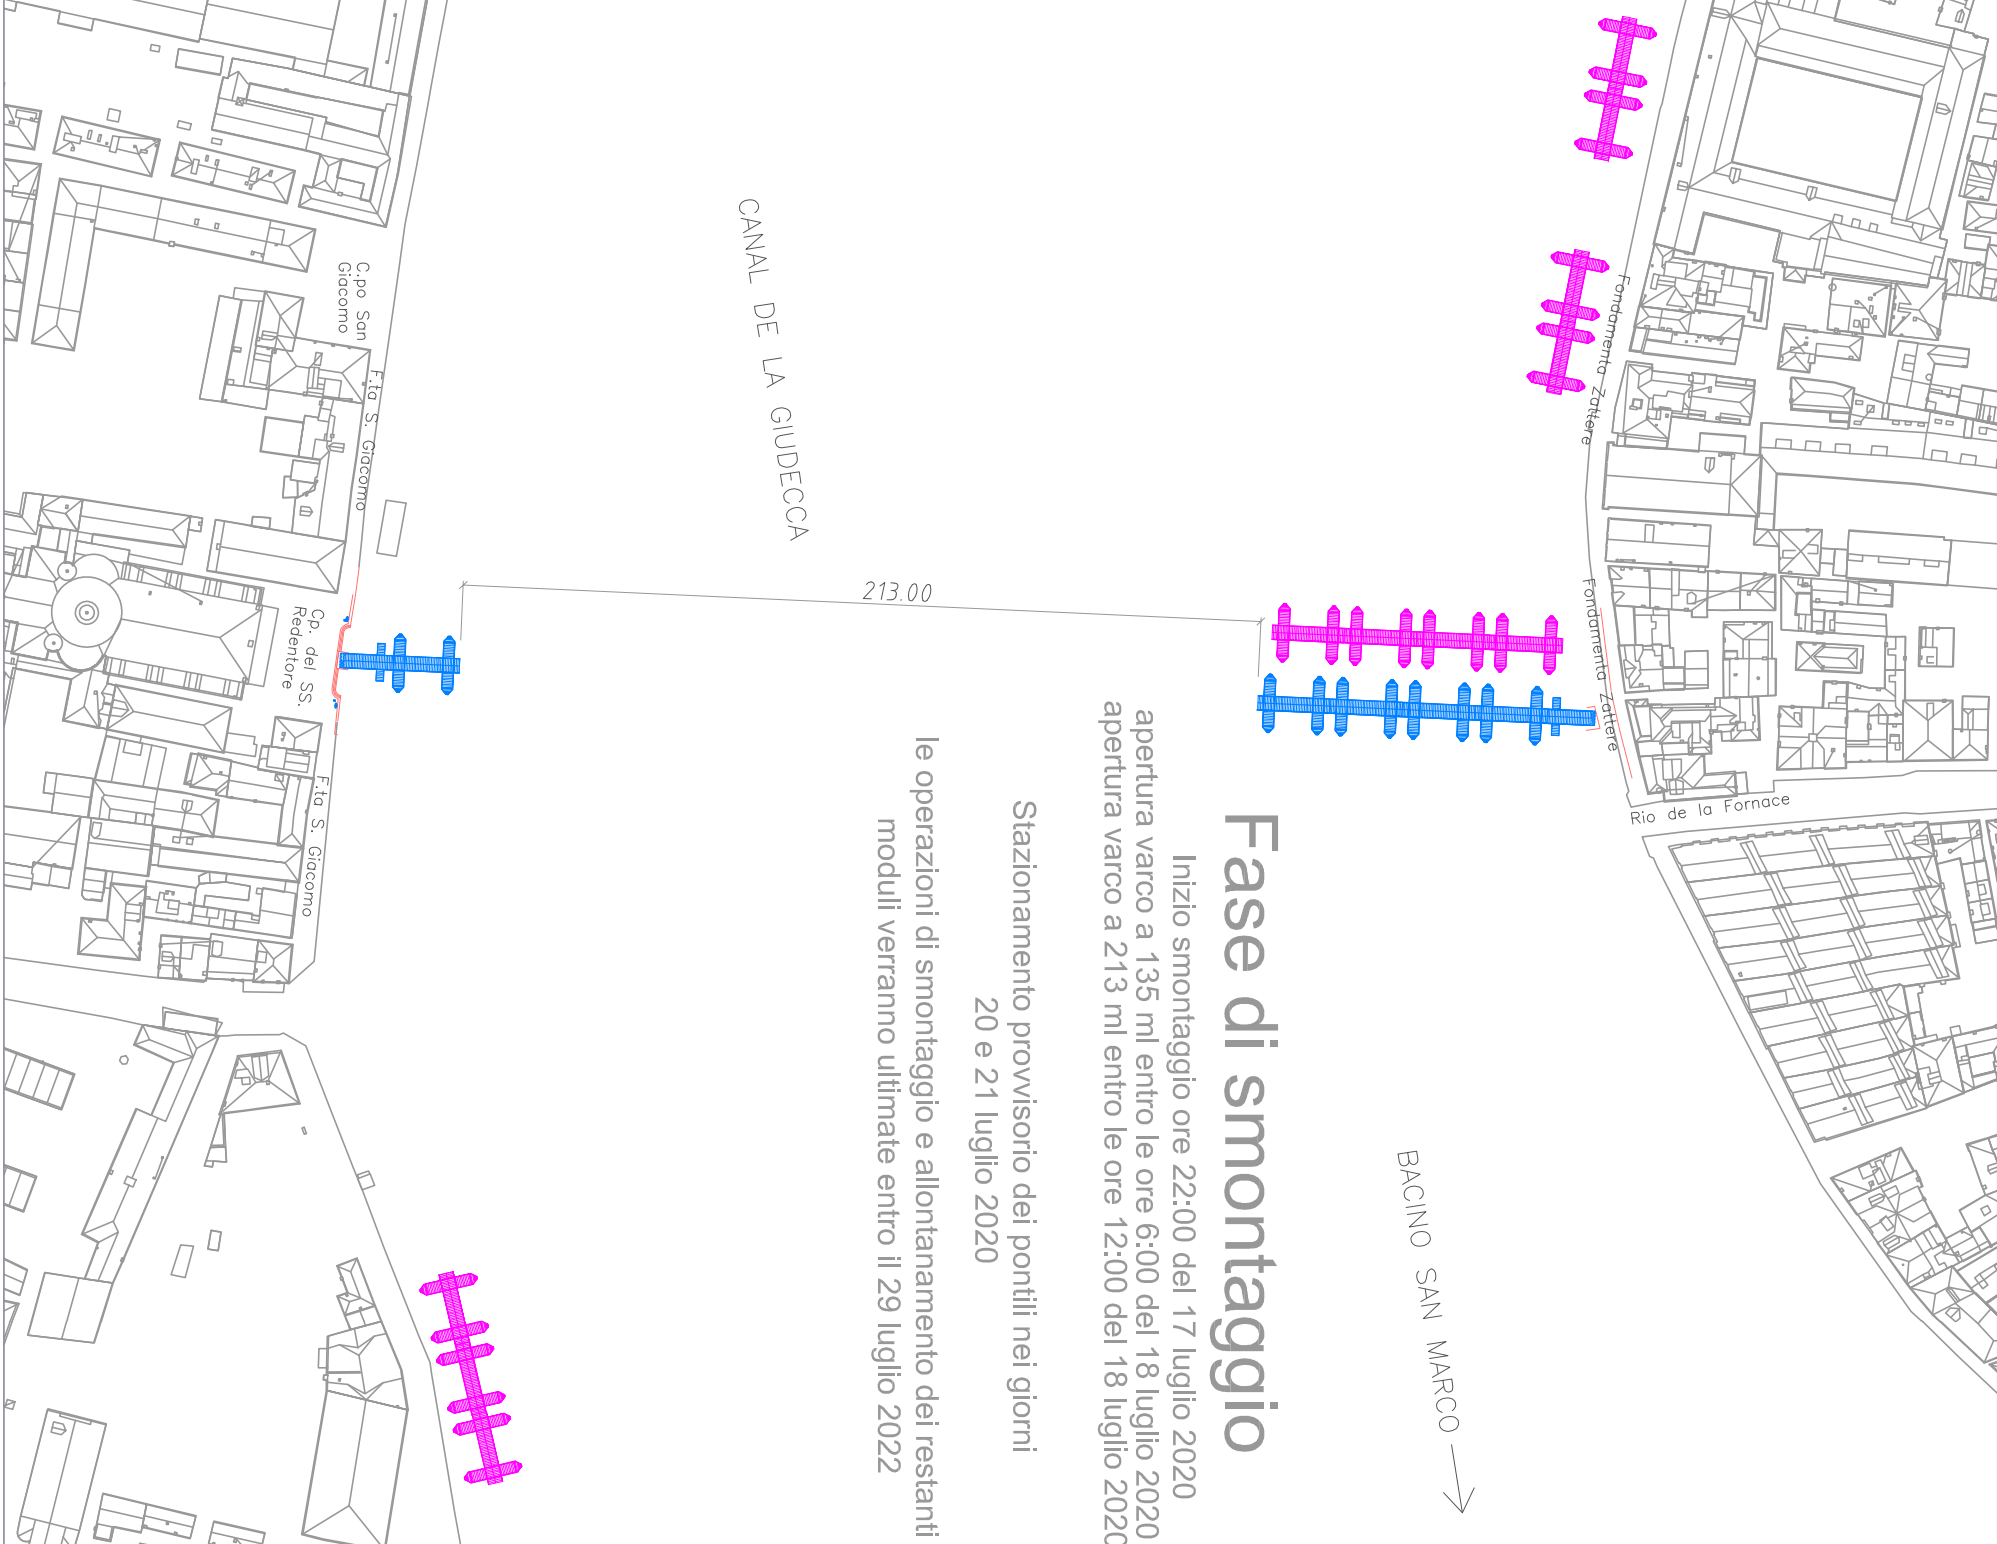 Fase di smontaggio
Inizio smontaggio ore 22:00 del 17 luglio 2020
apertura varco a 135 ml entro le ore 6:00 del 18 luglio 2020
apertura varco a 213 ml entro le ore 12:00 del 18 luglio 2020
Stazionamento provvisorio dei pontili nei giorni
20 e 21 luglio 2020
le operazioni di smontaggio e allontanamento dei restanti
moduli verranno ultimate entro il 29 luglio 2022
CANAL DE LA GIUDECCA
BACINO SAN MARCO
213.00
Fondamenta Zattere
Fondamenta Zattere
Rio de la Fornace
C.po San
Giacomo
F.ta S. Giacomo
Cp. del SS.
Redentore
F.ta S. Giacomo